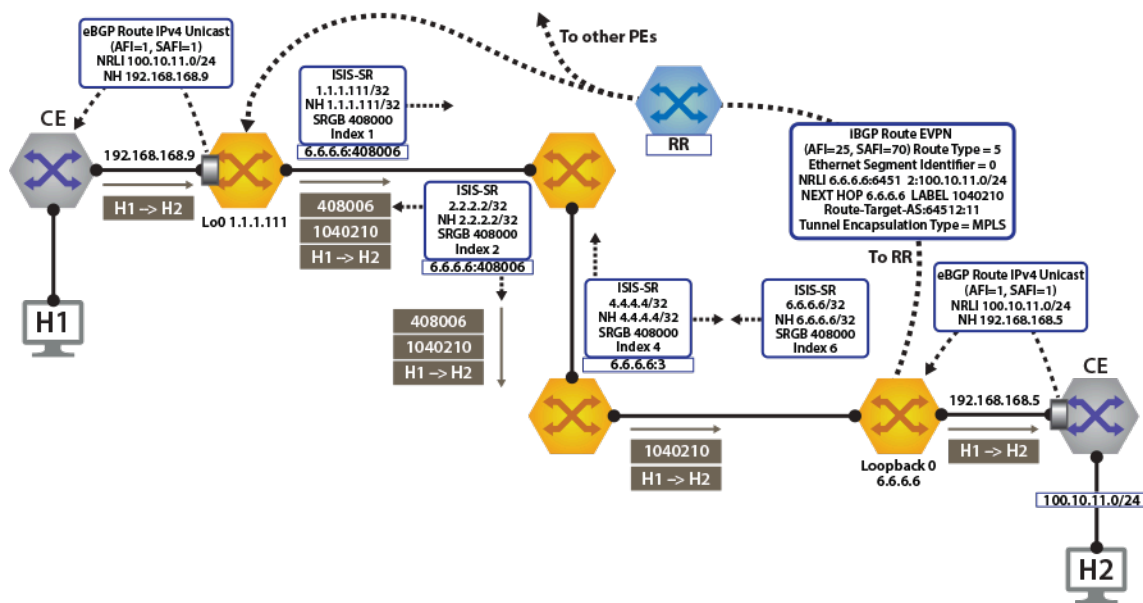 eBGP Route IPv4 Unicast
(AFI=1, SAFI=1)
NRLI 100.10.11.0/24
NH 192.168.168.9
To other PEs
CE
ISIS-SR
1.1.1.111/32
NH 1.1.1.111/32
SRGB 408000
Index 1
6.6.6.6:408006
RR
iBGP Route EVPN
(AFI=25, SAFI=70) Route Type = 5
Ethernet Segment Identifier = 0
NRLI 6.6.6.6:6451 2:100.10.11.0/24
NEXT HOP 6.6.6.6 LABEL 1040210
Route-Target-AS:64512:11
Tunnel Encapsulation Type = MPLS
192.168.168.9
H1 –> H2
Lo0 1.1.1.111
408006
1040210
H1 –> H2
ISIS-SR
2.2.2.2/32
NH 2.2.2.2/32
SRGB 408000
Index 2
6.6.6.6:408006
To RR
eBGP Route IPv4 Unicast
(AFI=1, SAFI=1)
NRLI 100.10.11.0/24
NH 192.168.168.5
H1
408006
1040210
H1 –> H2
ISIS-SR
4.4.4.4/32
NH 4.4.4.4/32
SRGB 408000
Index 4
6.6.6.6:3
ISIS-SR
6.6.6.6/32
NH 6.6.6.6/32
SRGB 408000
Index 6
CE
192.168.168.5
1040210
H1 –> H2
Loopback 0
6.6.6.6
H1 –> H2
100.10.11.0/24
H2